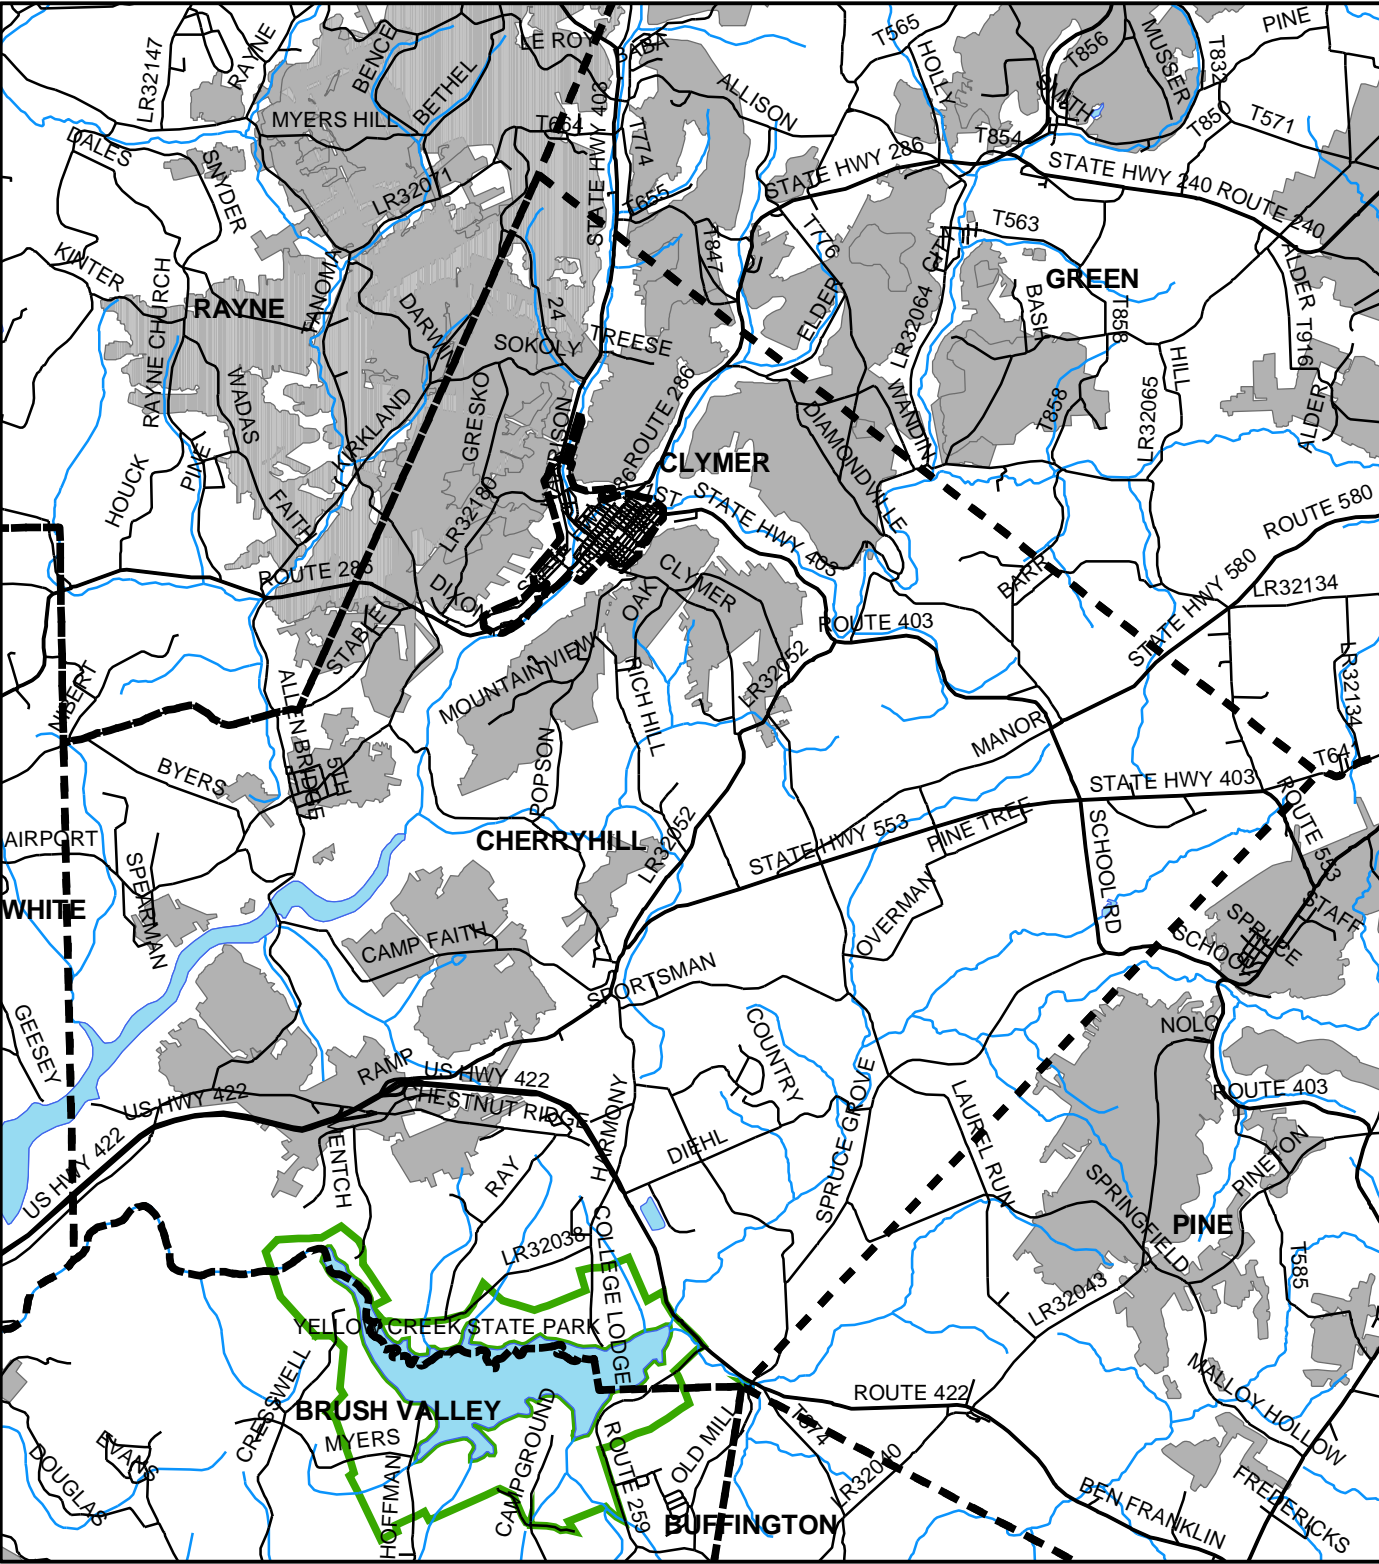 LE ROY
BABA
T565
PINE
LR32147
RAYNE
BENCE
BETHEL
HOLLY
T856
MUSSER
T832
ALLISON
SMITH
MYERS HILL
T664
STATE HWY 403
T774
T850
T571
DALES
SNYDER
T854
STATE HWY 286
STATE HWY 240
ROUTE 240
LR32071
T655
T563
KINTER
TANOMA
T847
T776
GREEN
BASH
T858
ALDER
T916
RAYNE CHURCH
RAYNE
DARWIN
24
ELDER
LR32064
SOKOLY
TREESE
HILL
WADAS
KIRKLAND
GRESKO
ROUTE 286
DIAMONDVILLE
WANDIN
T858
LR32065
ALDER
HOUCK
PINE
CLYMER
FAITH
LR32180
ST
STATE HWY 403
ROUTE 580
ROUTE 286
DIXON
CLYMER
OAK
BARR
STATE HWY 580
LR32134
STABLEY
ROUTE 403
MOUNTAIN VIEW
RICH HILL
LR32052
LR32134
ALLEN BRIDGE
MANOR
BYERS
5TH
POPSON
T641
STATE HWY 403
AIRPORT
CHERRYHILL
LR32052
STATE HWY 553
PINE TREE
SCHOOL RD
ROUTE 553
SPEARMAN
WHITE
OVERMAN
STAFF
SPRUCE
CAMP FAITH
SCHOOL
SPORTSMAN
GEESEY
COUNTRY
NOLO
RAMP
US HWY 422
US HWY 422
CHESTNUT RIDGE
HARMONY
SPRUCE GROVE
LAUREL RUN
ROUTE 403
US HWY 422
DIEHL
RAY
PINETON
SPRINGFIELD
PINE
LR32038
COLLEGE LODGE
T585
LR32043
YELLOW CREEK STATE PARK
CRESSWELL
MALLOY HOLLOW
BRUSH VALLEY
ROUTE 422
MYERS
CAMPGROUND
OLD MILL
T674
EVANS
DOUGLAS
HOFFMAN
ROUTE 259
LR32040
BEN FRANKLIN
FREDERICKS
BUFFINGTON